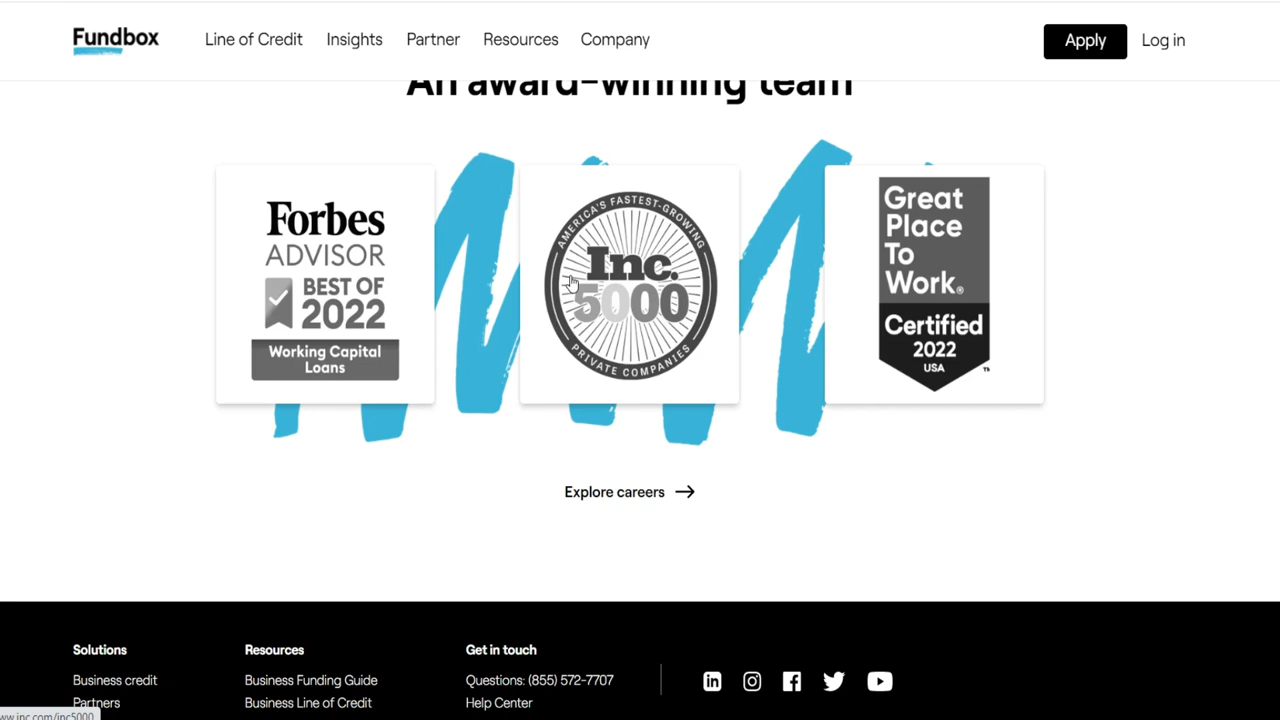 Fundbox
Line of Credit
Insights
Partner
Resources
Company
Apply
Log in
An award-winning team
Forbes
ADVISOR
BEST OF
2022
Working Capital
Loans
AMERICA'S FASTEST-GROWING
Inc.
5000
PRIVATE COMPANIES
Great
Place
To
Work®
Certified
2022
USA
TM
Explore careers
Solutions
Business credit
Partners
Resources
Business Funding Guide
Business Line of Credit
Get in touch
Questions: (855) 572-7707
Help Center
ww.inc.com/inc5000